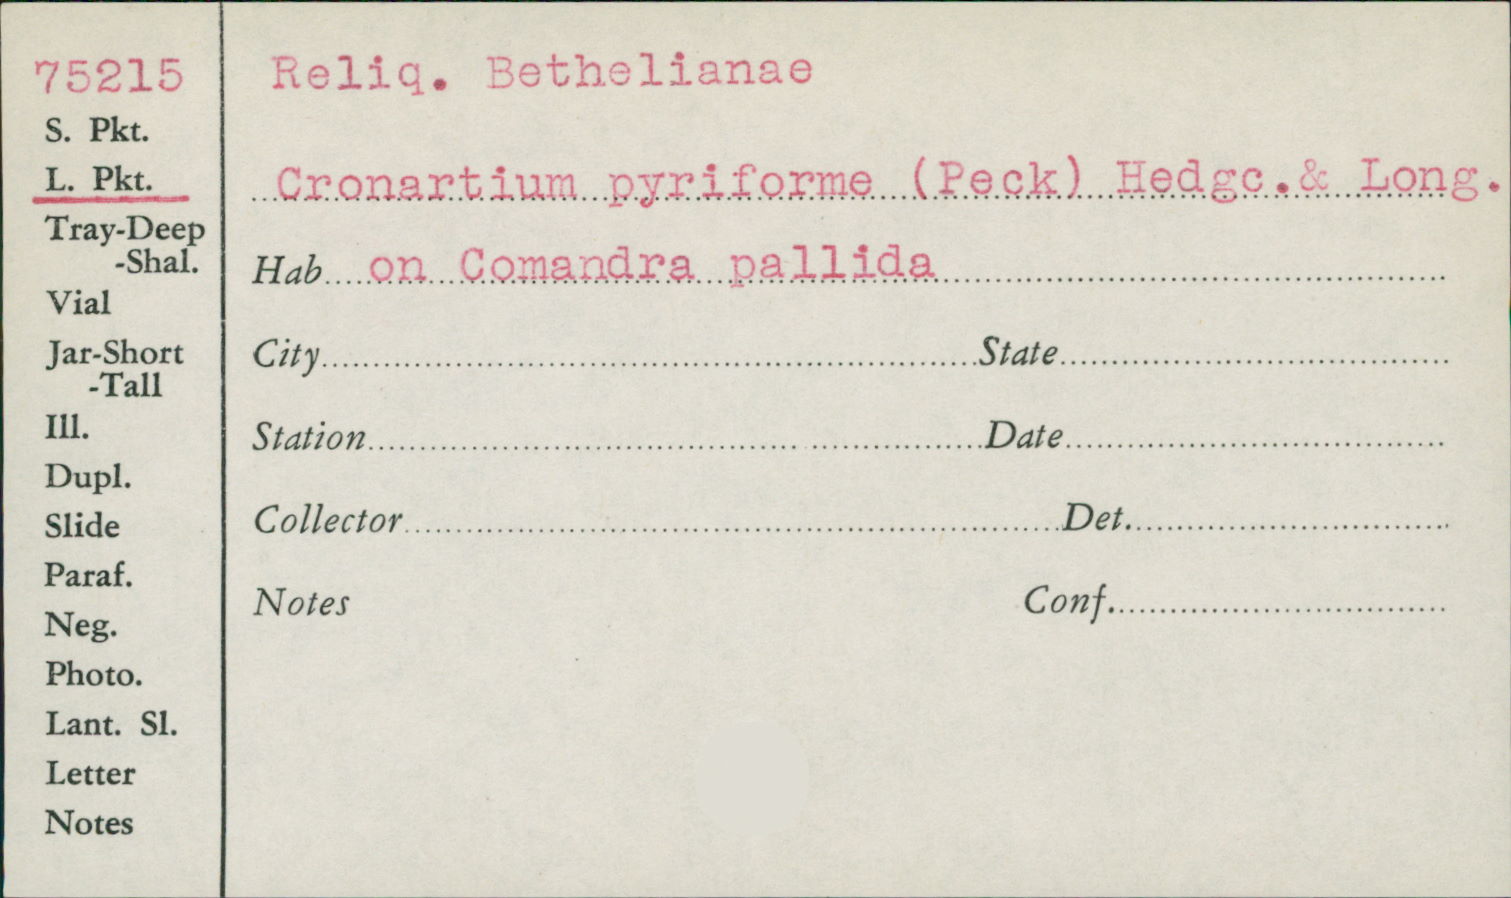 75215
S. Pkt.
L. Pkt.
Tray-Deep
-Shal.
Vial
Jar-Short
-Tall
Ill.
Dupl.
Slide
Paraf.
Neg.
Photo.
Lant. Sl.
Letter
Notes
Reliq. Bethelianae
Cronartium pyriforme (Peck) Hedgc.& Long.
Hab on Comandra pallida
City State
Station Date
Collector Det.
Notes Conf.